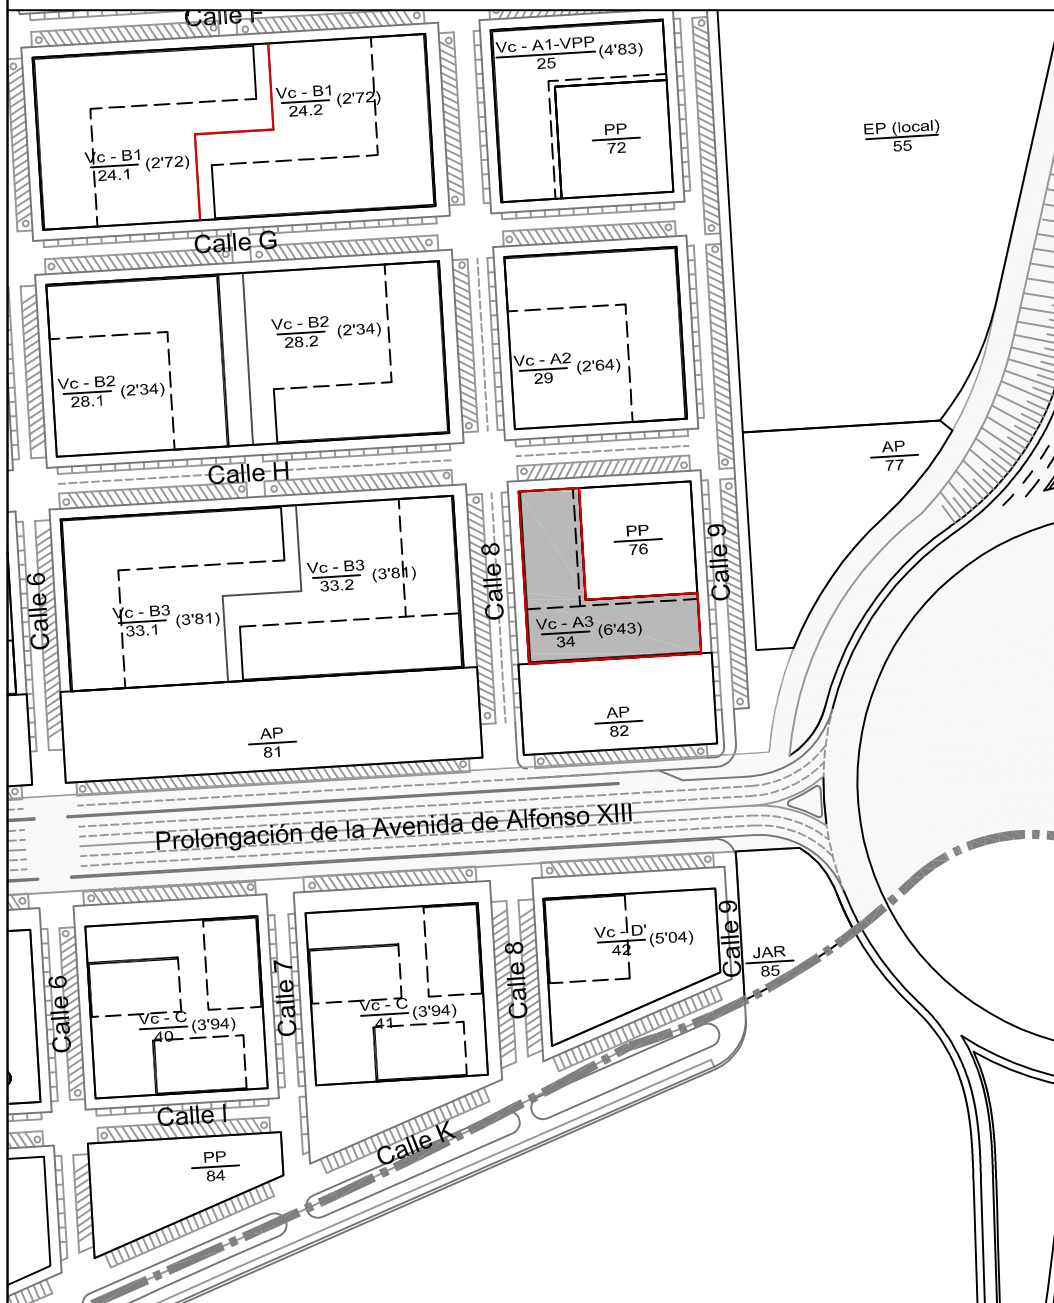 Calle F
Vc - B1
24.1
(2'72)
Vc - B1
24.2
(2'72)
Vc - A1-VPP
25
(4'83)
PP
72
EP (local)
55
Calle G
Vc - B2
28.1
(2'34)
Vc - B2
28.2
(2'34)
Vc - A2
29
(2'64)
AP
77
Calle H
Calle 6
Vc - B3
33.1
(3'81)
Vc - B3
33.2
(3'81)
Calle 8
PP
76
Calle 9
Vc - A3
34
(6'43)
AP
81
AP
82
Prolongación de la Avenida de Alfonso XIII
Calle 6
Vc - C
40
(3'94)
Calle 7
Vc - C
41
(3'94)
Calle 8
Vc - D'
42
(5'04)
Calle 9
JAR
85
Calle I
Calle K
PP
84